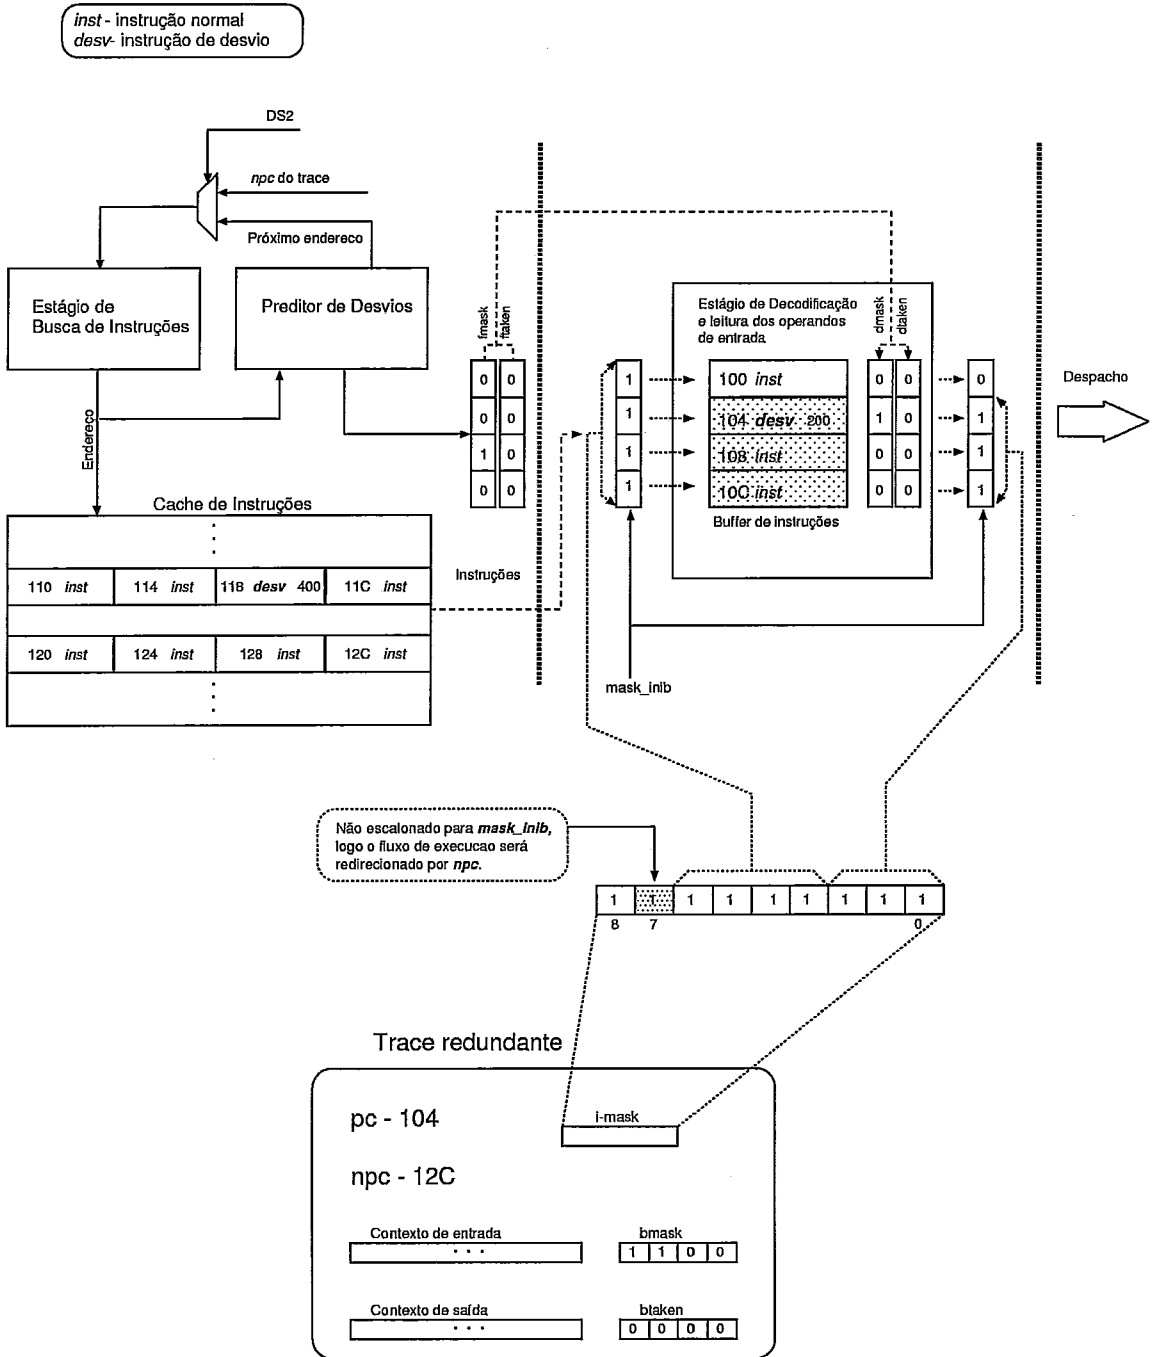 inst - instrução normal
desv- instrução de desvio
DS2
npc do trace
Próximo endereco
Estágio de
Busca de Instruções
Preditor de Desvios
fmask
ftaken
0 0
0 0
1 0
0 0
Endereco
Cache de Instruções
110 inst 114 inst 118 desv 400 11C inst
120 inst 124 inst 128 inst 12C inst
Instruções
Estágio de Decodificação
e leitura dos operandos
de entrada
dmask
dtaken
1 100 inst 0 0 0
1 104 desv 200 1 0 1
1 108 inst 0 0 1
1 10C inst 0 0 1
Buffer de instruções
mask_inib
Despacho
Não escalonado para mask_inib,
logo o fluxo de execucao será
redirecionado por npc.
1 1 1 1 1 1 1 1 1
8 7 0
Trace redundante
pc - 104
i-mask
npc - 12C
Contexto de entrada
. . .
bmask
1 1 0 0
Contexto de saída
. . .
btaken
0 0 0 0